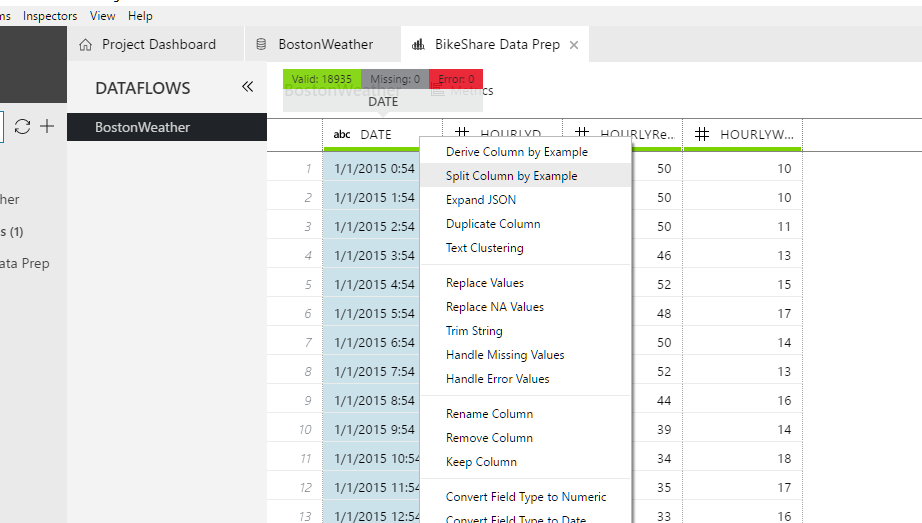 ms Inspectors View Help
Project Dashboard BostonWeather BikeShare Data Prep
DATAFLOWS
BostonWeather
Valid: 18935 Missing: 0 Error: 0
BostonWeather Metrics
DATE
her
s (1)
ata Prep
abc DATE HOURLYD HOURLYRe... HOURLYW...
1 1/1/2015 0:54 50 10
2 1/1/2015 1:54 50 10
3 1/1/2015 2:54 50 11
4 1/1/2015 3:54 46 13
5 1/1/2015 4:54 52 15
6 1/1/2015 5:54 48 17
7 1/1/2015 6:54 50 14
8 1/1/2015 7:54 52 13
9 1/1/2015 8:54 44 16
10 1/1/2015 9:54 39 14
11 1/1/2015 10:54 34 18
12 1/1/2015 11:54 35 17
13 1/1/2015 12:54 33 16
Derive Column by Example
Split Column by Example
Expand JSON
Duplicate Column
Text Clustering
Replace Values
Replace NA Values
Trim String
Handle Missing Values
Handle Error Values
Rename Column
Remove Column
Keep Column
Convert Field Type to Numeric
Convert Field Type to Date